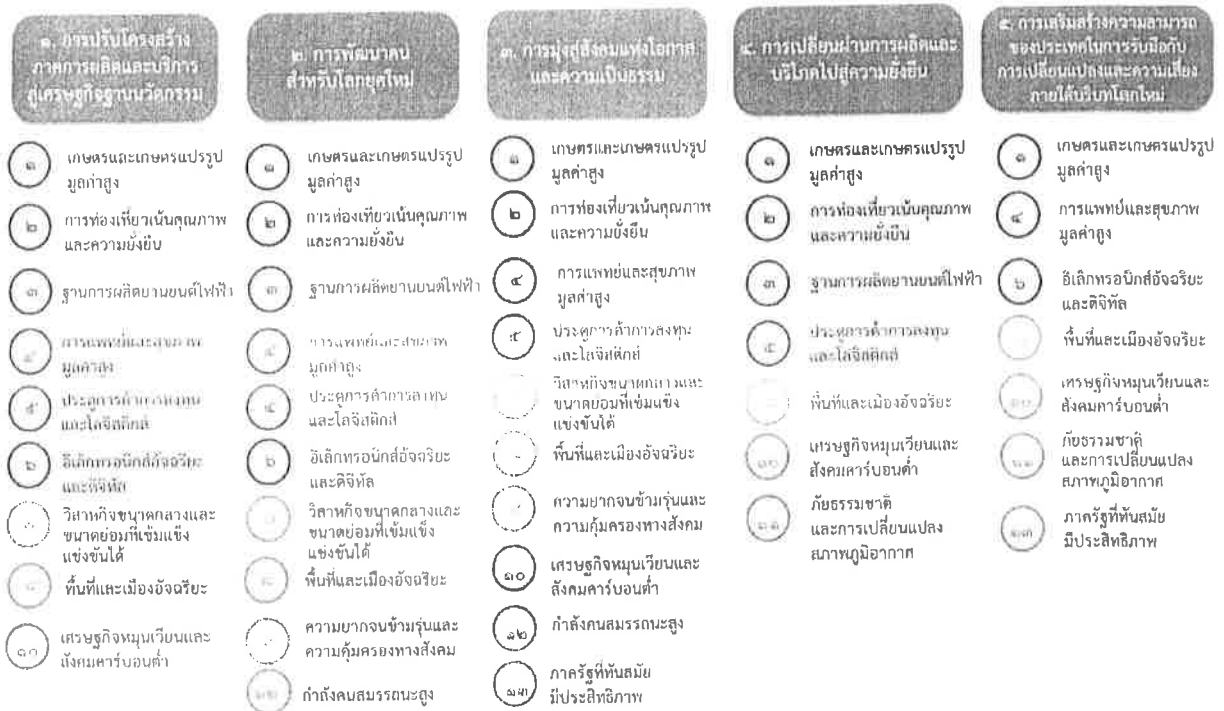 ๑. การปรับโครงสร้าง
ภาคการผลิตและบริการ
สู่เศรษฐกิจฐานนวัตกรรม
๑
เกษตรและเกษตรแปรรูป
มูลค่าสูง
๒
การท่องเที่ยวเน้นคุณภาพ
และความยั่งยืน
๓
ฐานการผลิตยานยนต์ไฟฟ้า
๔
การแพทย์และสุขภาพ
มูลค่าสูง
๕
ประตูการค้าการลงทุน
และโลจิสติกส์
๖
อิเล็กทรอนิกส์อัจฉริยะ
และดิจิทัล
วิสาหกิจขนาดกลางและ
ขนาดย่อมที่เข้มแข็ง
แข่งขันได้
พื้นที่และเมืองอัจฉริยะ
๑๐
เศรษฐกิจหมุนเวียนและ
สังคมคาร์บอนต่ำ
๒. การพัฒนาคน
สำหรับโลกยุคใหม่
๑
เกษตรและเกษตรแปรรูป
มูลค่าสูง
๒
การท่องเที่ยวเน้นคุณภาพ
และความยั่งยืน
๓
ฐานการผลิตยานยนต์ไฟฟ้า
๔
การแพทย์และสุขภาพ
มูลค่าสูง
๕
ประตูการค้าการลงทุน
และโลจิสติกส์
๖
อิเล็กทรอนิกส์อัจฉริยะ
และดิจิทัล
วิสาหกิจขนาดกลางและ
ขนาดย่อมที่เข้มแข็ง
แข่งขันได้
พื้นที่และเมืองอัจฉริยะ
ความยากจนข้ามรุ่นและ
ความคุ้มครองทางสังคม
๑๒
กำลังคนสมรรถนะสูง
๓. การมุ่งสู่สังคมแห่งโอกาส
และความเป็นธรรม
๑
เกษตรและเกษตรแปรรูป
มูลค่าสูง
๒
การท่องเที่ยวเน้นคุณภาพ
และความยั่งยืน
๔
การแพทย์และสุขภาพ
มูลค่าสูง
๕
ประตูการค้าการลงทุน
และโลจิสติกส์
วิสาหกิจขนาดกลางและ
ขนาดย่อมที่เข้มแข็ง
แข่งขันได้
พื้นที่และเมืองอัจฉริยะ
ความยากจนข้ามรุ่นและ
ความคุ้มครองทางสังคม
๑๐
เศรษฐกิจหมุนเวียนและ
สังคมคาร์บอนต่ำ
๑๒
กำลังคนสมรรถนะสูง
๑๓
ภาครัฐที่ทันสมัย
มีประสิทธิภาพ
๔. การเปลี่ยนผ่านการผลิตและ
บริโภคไปสู่ความยั่งยืน
๑
เกษตรและเกษตรแปรรูป
มูลค่าสูง
๒
การท่องเที่ยวเน้นคุณภาพ
และความยั่งยืน
๓
ฐานการผลิตยานยนต์ไฟฟ้า
๕
ประตูการค้าการลงทุน
และโลจิสติกส์
พื้นที่และเมืองอัจฉริยะ
๑๐
เศรษฐกิจหมุนเวียนและ
สังคมคาร์บอนต่ำ
๑๑
ภัยธรรมชาติ
และการเปลี่ยนแปลง
สภาพภูมิอากาศ
๕. การเสริมสร้างความสามารถ
ของประเทศในการรับมือกับ
การเปลี่ยนแปลงและความเสี่ยง
ภายใต้บริบทโลกใหม่
๑
เกษตรและเกษตรแปรรูป
มูลค่าสูง
๔
การแพทย์และสุขภาพ
มูลค่าสูง
๖
อิเล็กทรอนิกส์อัจฉริยะ
และดิจิทัล
พื้นที่และเมืองอัจฉริยะ
๑๐
เศรษฐกิจหมุนเวียนและ
สังคมคาร์บอนต่ำ
๑๑
ภัยธรรมชาติ
และการเปลี่ยนแปลง
สภาพภูมิอากาศ
๑๓
ภาครัฐที่ทันสมัย
มีประสิทธิภาพ